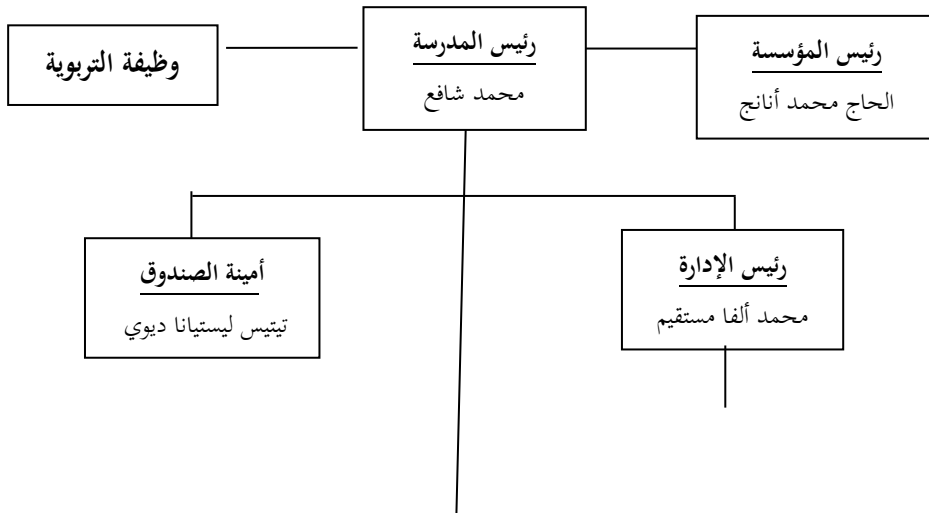 رئيس المؤسسة
الحاج محمد أنانج
رئيس المدرسة
محمد شافع
وظيفة التربوية
رئيس الإدارة
محمد ألفا مستقيم
أمينة الصندوق
تيتيس ليستيانا ديوي